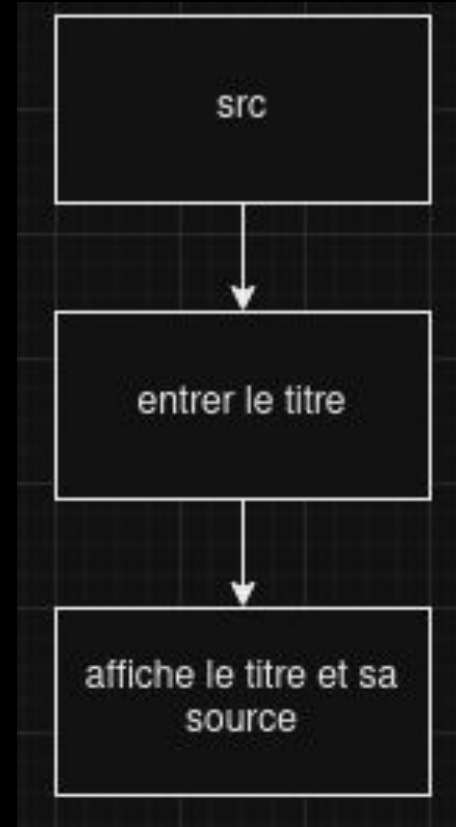 src
entrer le titre
affiche le titre et sa
source